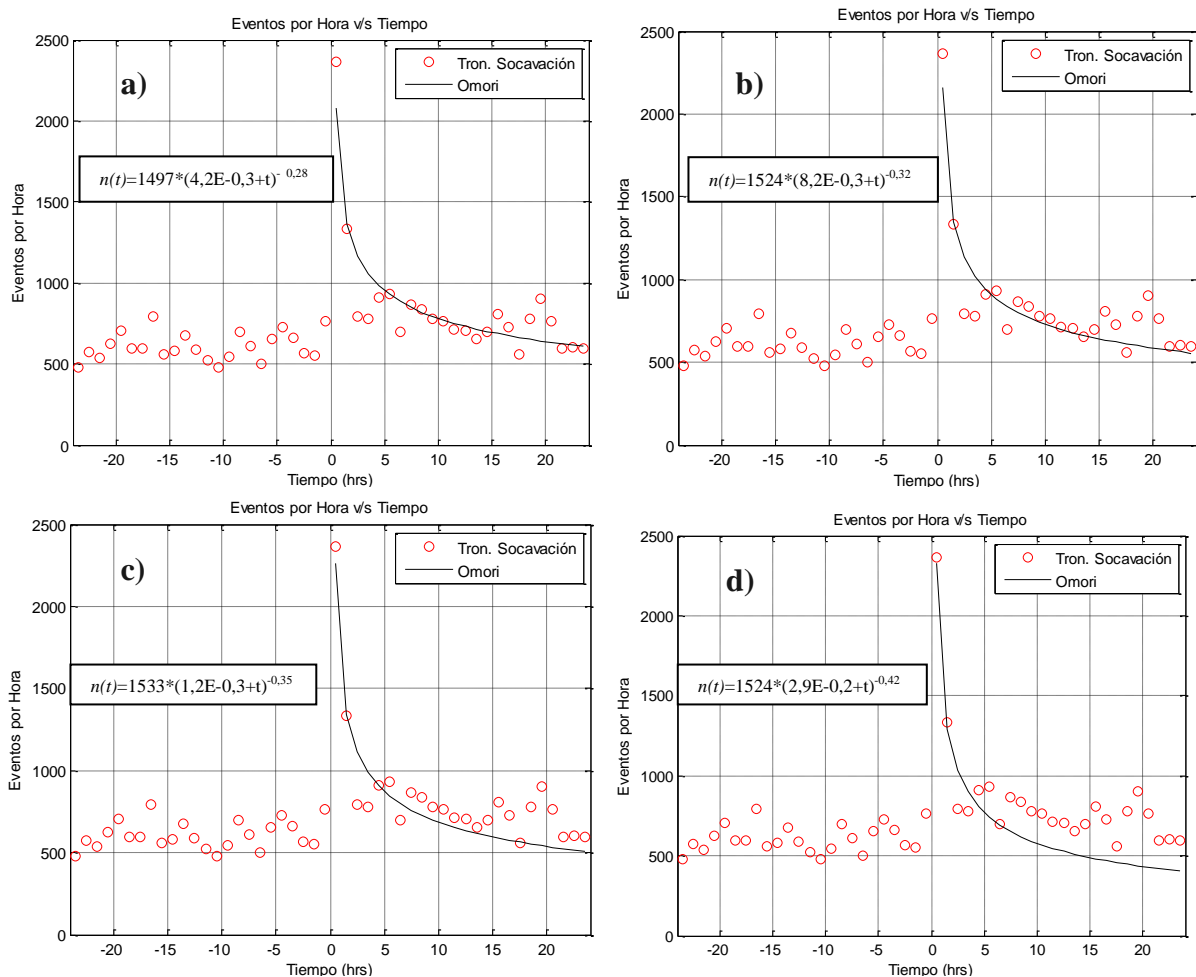 Eventos por Hora v/s Tiempo
Eventos por Hora
2500
2000
1500
1000
500
0
a)
Tron. Socavación
Omori
n(t)=1497*(4,2E-0,3+t)- 0,28
-20 -15 -10 -5 0 5 10 15 20
Tiempo (hrs)
Eventos por Hora v/s Tiempo
Eventos por Hora
2500
2000
1500
1000
500
0
b)
Tron. Socavación
Omori
n(t)=1524*(8,2E-0,3+t)-0,32
-20 -15 -10 -5 0 5 10 15 20
Tiempo (hrs)
Eventos por Hora v/s Tiempo
Eventos por Hora
2500
2000
1500
1000
500
0
c)
Tron. Socavación
Omori
n(t)=1533*(1,2E-0,3+t)-0,35
-20 -15 -10 -5 0 5 10 15 20
Tiempo (hrs)
Eventos por Hora v/s Tiempo
Eventos por Hora
2500
2000
1500
1000
500
0
d)
Tron. Socavación
Omori
n(t)=1524*(2,9E-0,2+t)-0,42
-20 -15 -10 -5 0 5 10 15 20
Tiempo (hrs)